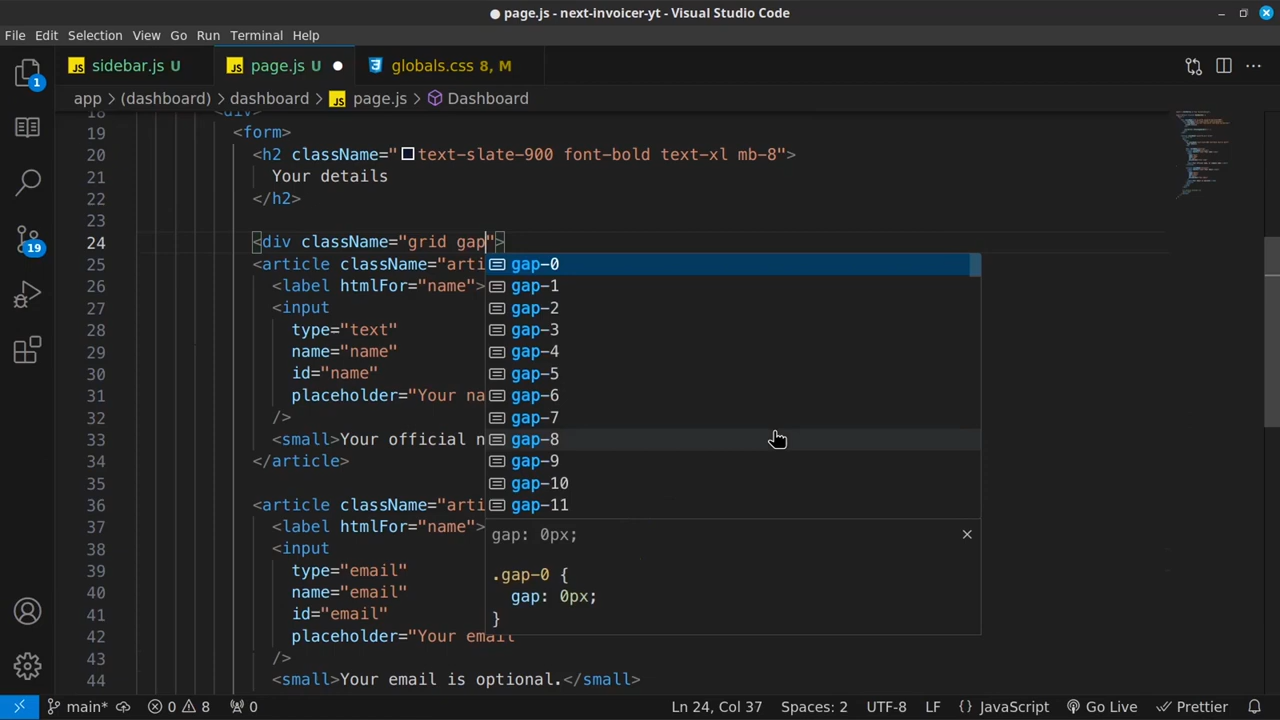 page.js - next-invoicer-yt - Visual Studio Code
File Edit Selection View Go Run Terminal Help
JS sidebar.js U JS page.js U globals.css 8, M
app > (dashboard) > dashboard > JS page.js > Dashboard
18 <div>
19 <form>
20 <h2 className="text-slate-900 font-bold text-xl mb-8">
21 Your details
22 </h2>
23
24 <div className="grid gap">
25 <article className="arti
26 <label htmlFor="name">
27 <input
28 type="text"
29 name="name"
30 id="name"
31 placeholder="Your na
32 />
33 <small>Your official n
34 </article>
35
36 <article className="arti
37 <label htmlFor="name">
38 <input
39 type="email"
40 name="email"
41 id="email"
42 placeholder="Your email"
43 />
44 <small>Your email is optional.</small>
gap-0
gap-1
gap-2
gap-3
gap-4
gap-5
gap-6
gap-7
gap-8
gap-9
gap-10
gap-11
gap: 0px;
.gap-0 {
gap: 0px;
}
1
19
main* 0 8 0 Ln 24, Col 37 Spaces: 2 UTF-8 LF {} JavaScript Go Live Prettier